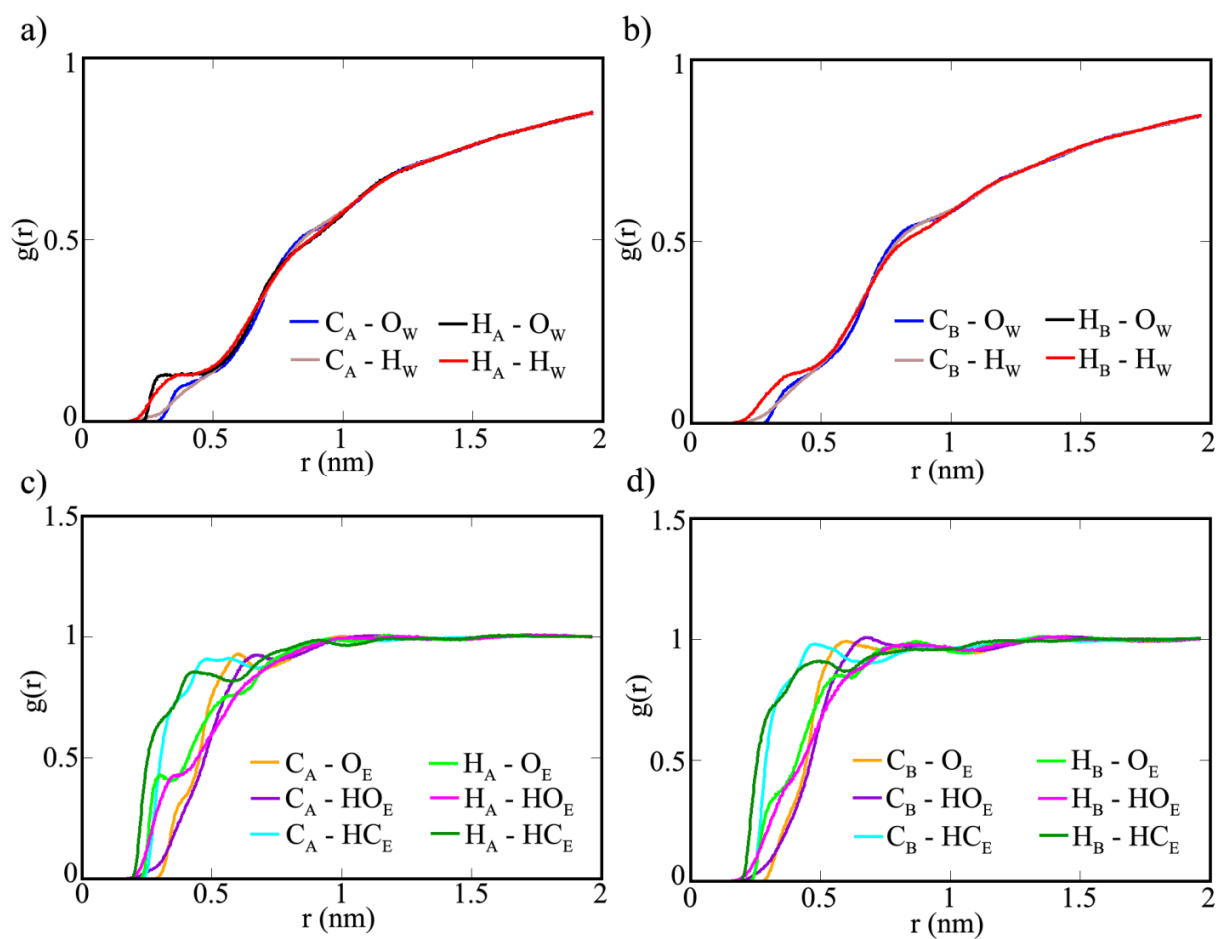 a)
1
0.5
0
g(r)
C_A - O_W H_A - O_W
C_A - H_W H_A - H_W
0 0.5 1 1.5 2
r (nm)
b)
1
0.5
0
g(r)
C_B - O_W H_B - O_W
C_B - H_W H_B - H_W
0 0.5 1 1.5 2
r (nm)
c)
1.5
1
0.5
0
g(r)
C_A - O_E H_A - O_E
C_A - HO_E H_A - HO_E
C_A - HC_E H_A - HC_E
0 0.5 1 1.5 2
r (nm)
d)
1.5
1
0.5
0
g(r)
C_B - O_E H_B - O_E
C_B - HO_E H_B - HO_E
C_B - HC_E H_B - HC_E
0 0.5 1 1.5 2
r (nm)